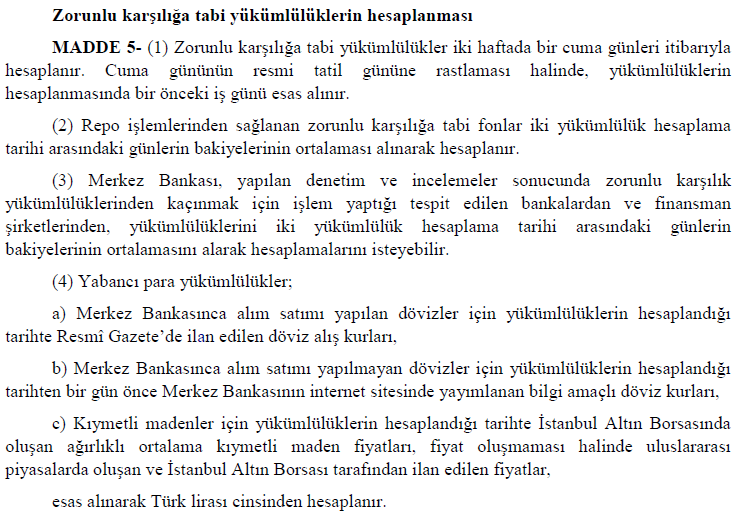 Zorunlu karşılığa tabi yükümlülüklerin hesaplanması
MADDE 5- (1) Zorunlu karşılığa tabi yükümlülükler iki haftada bir cuma günleri itibarıyla
hesaplanır. Cuma gününün resmi tatil gününe rastlaması halinde, yükümlülüklerin
hesaplanmasında bir önceki iş günü esas alınır.
(2) Repo işlemlerinden sağlanan zorunlu karşılığa tabi fonlar iki yükümlülük hesaplama
tarihi arasındaki günlerin bakiyelerinin ortalaması alınarak hesaplanır.
(3) Merkez Bankası, yapılan denetim ve incelemeler sonucunda zorunlu karşılık
yükümlülüklerinden kaçınmak için işlem yaptığı tespit edilen bankalardan ve finansman
şirketlerinden, yükümlülüklerini iki yükümlülük hesaplama tarihi arasındaki günlerin
bakiyelerinin ortalamasını alarak hesaplamalarını isteyebilir.
(4) Yabancı para yükümlülükler;
a) Merkez Bankasınca alım satımı yapılan dövizler için yükümlülüklerin hesaplandığı
tarihte Resmî Gazete’de ilan edilen döviz alış kurları,
b) Merkez Bankasınca alım satımı yapılmayan dövizler için yükümlülüklerin hesaplandığı
tarihten bir gün önce Merkez Bankasının internet sitesinde yayımlanan bilgi amaçlı döviz kurları,
c) Kıymetli madenler için yükümlülüklerin hesaplandığı tarihte İstanbul Altın Borsasında
oluşan ağırlıklı ortalama kıymetli maden fiyatları, fiyat oluşmaması halinde uluslararası
piyasalarda oluşan ve İstanbul Altın Borsası tarafından ilan edilen fiyatlar,
esas alınarak Türk lirası cinsinden hesaplanır.